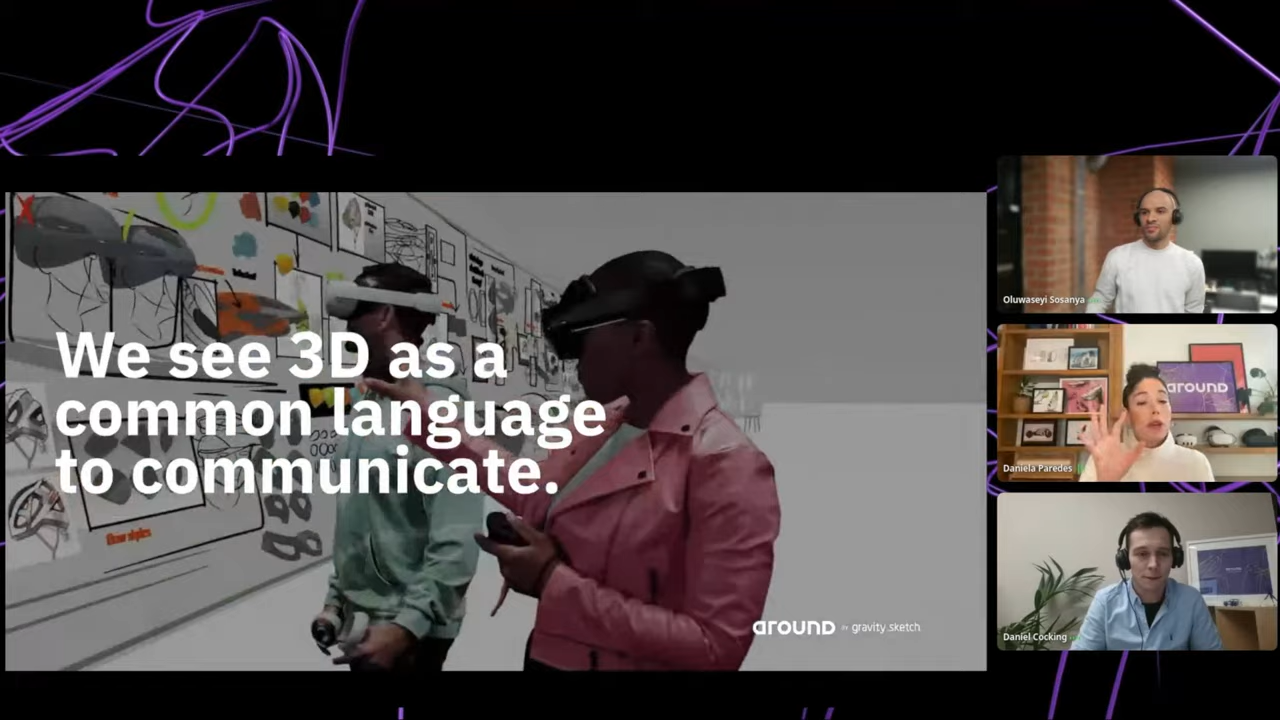 We see 3D as a
common language
to communicate.
around by gravity sketch
Oluwaseyi Sosanya
around
Daniela Paredes
Daniel Cocking